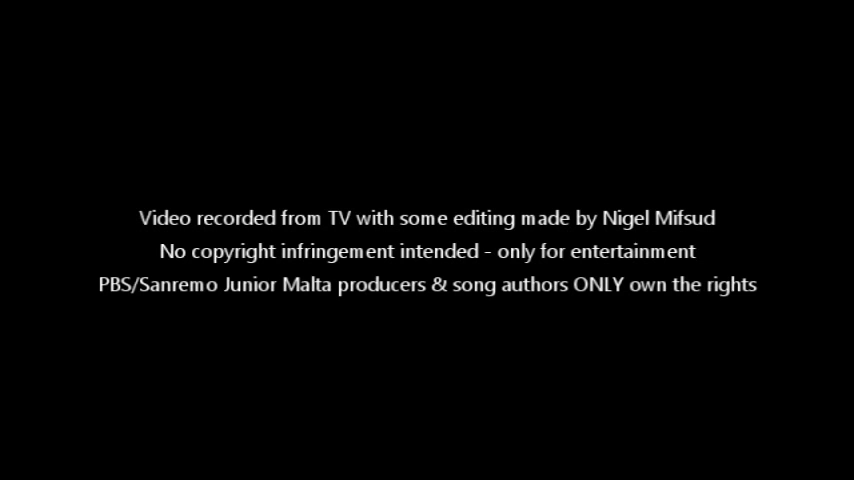 Video recorded from TV with some editing made by Nigel Mifsud
No copyright infringement intended - only for entertainment
PBS/Sanremo Junior Malta producers & song authors ONLY own the rights